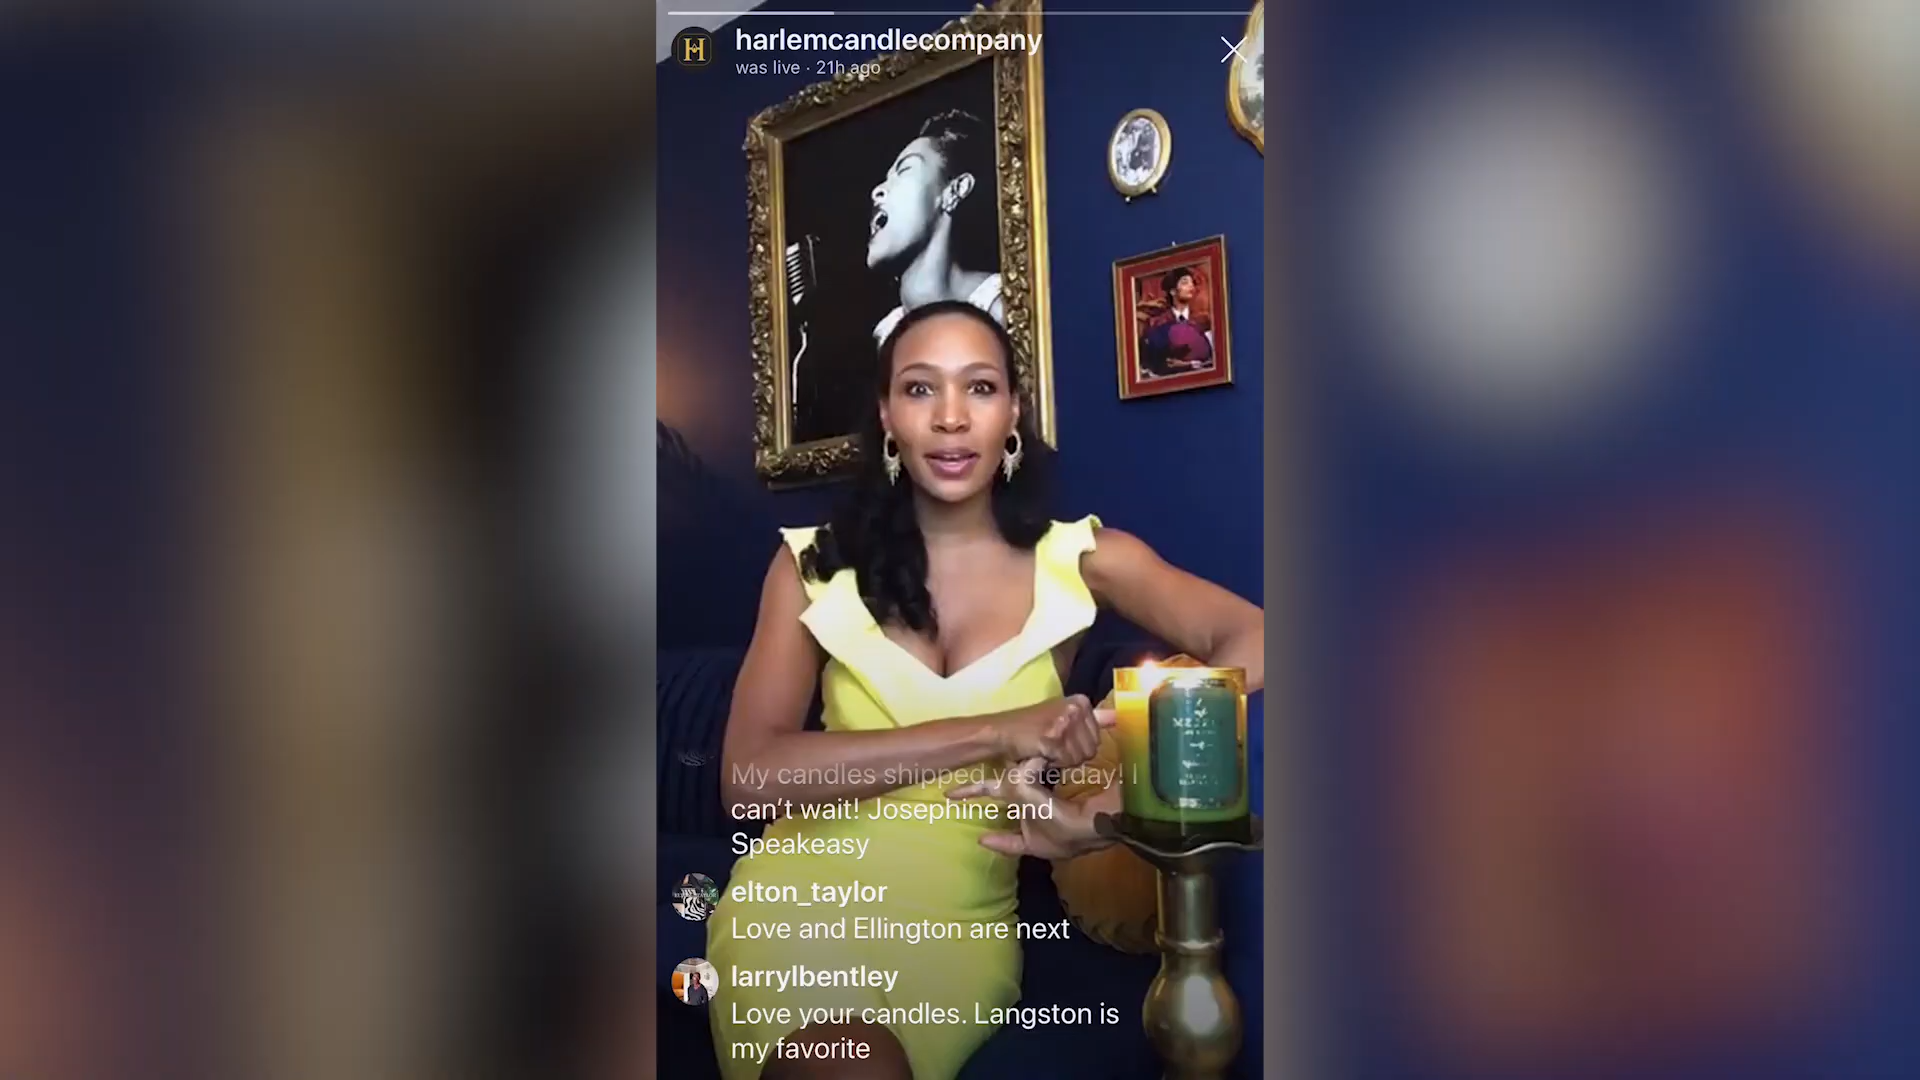 H
harlemcandlecompany
was live · 21h ago
My candles shipped yesterday! I
can't wait! Josephine and
Speakeasy
elton_taylor
Love and Ellington are next
larrylbentley
Love your candles. Langston is
my favorite